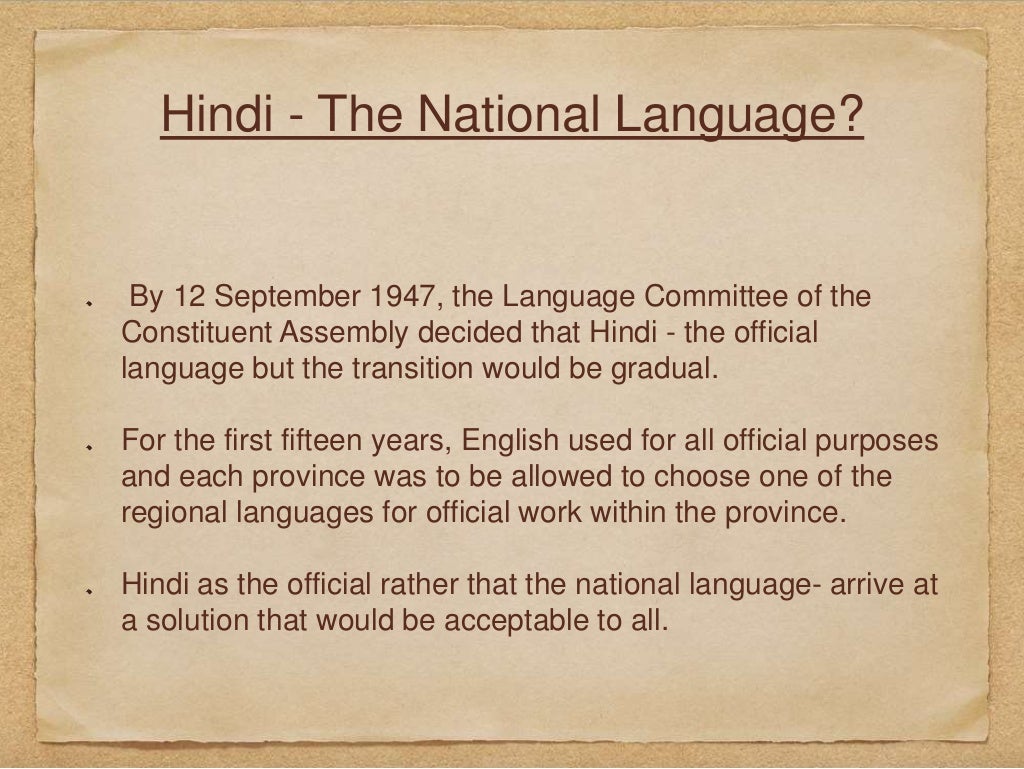 Hindi - The National Language?
By 12 September 1947, the Language Committee of the
Constituent Assembly decided that Hindi - the official
language but the transition would be gradual.
For the first fifteen years, English used for all official purposes
and each province was to be allowed to choose one of the
regional languages for official work within the province.
Hindi as the official rather that the national language- arrive at
a solution that would be acceptable to all.